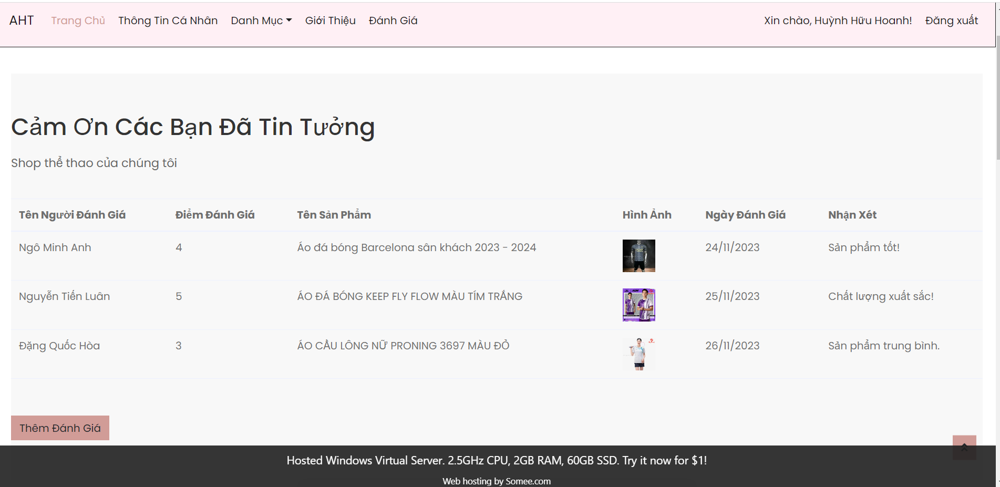 AHT Trang Chủ Thông Tin Cá Nhân Danh Mục Giới Thiệu Đánh Giá Xin chào, Huỳnh Hữu Hoanh! Đăng xuất
Cảm Ơn Các Bạn Đã Tin Tưởng
Shop thể thao của chúng tôi
Tên Người Đánh Giá Điểm Đánh Giá Tên Sản Phẩm Hình Ảnh Ngày Đánh Giá Nhận Xét
Ngô Minh Anh 4 Áo đá bóng Barcelona sân khách 2023 - 2024 24/11/2023 Sản phẩm tốt!
Nguyễn Tiến Luân 5 ÁO ĐÁ BÓNG KEEP FLY FLOW MÀU TÍM TRẮNG 25/11/2023 Chất lượng xuất sắc!
Đặng Quốc Hòa 3 ÁO CẦU LÔNG NỮ PRONING 3697 MÀU ĐỎ 26/11/2023 Sản phẩm trung bình.
Thêm Đánh Giá
Hosted Windows Virtual Server. 2.5GHz CPU, 2GB RAM, 60GB SSD. Try it now for $1!
Web hosting by Somee.com